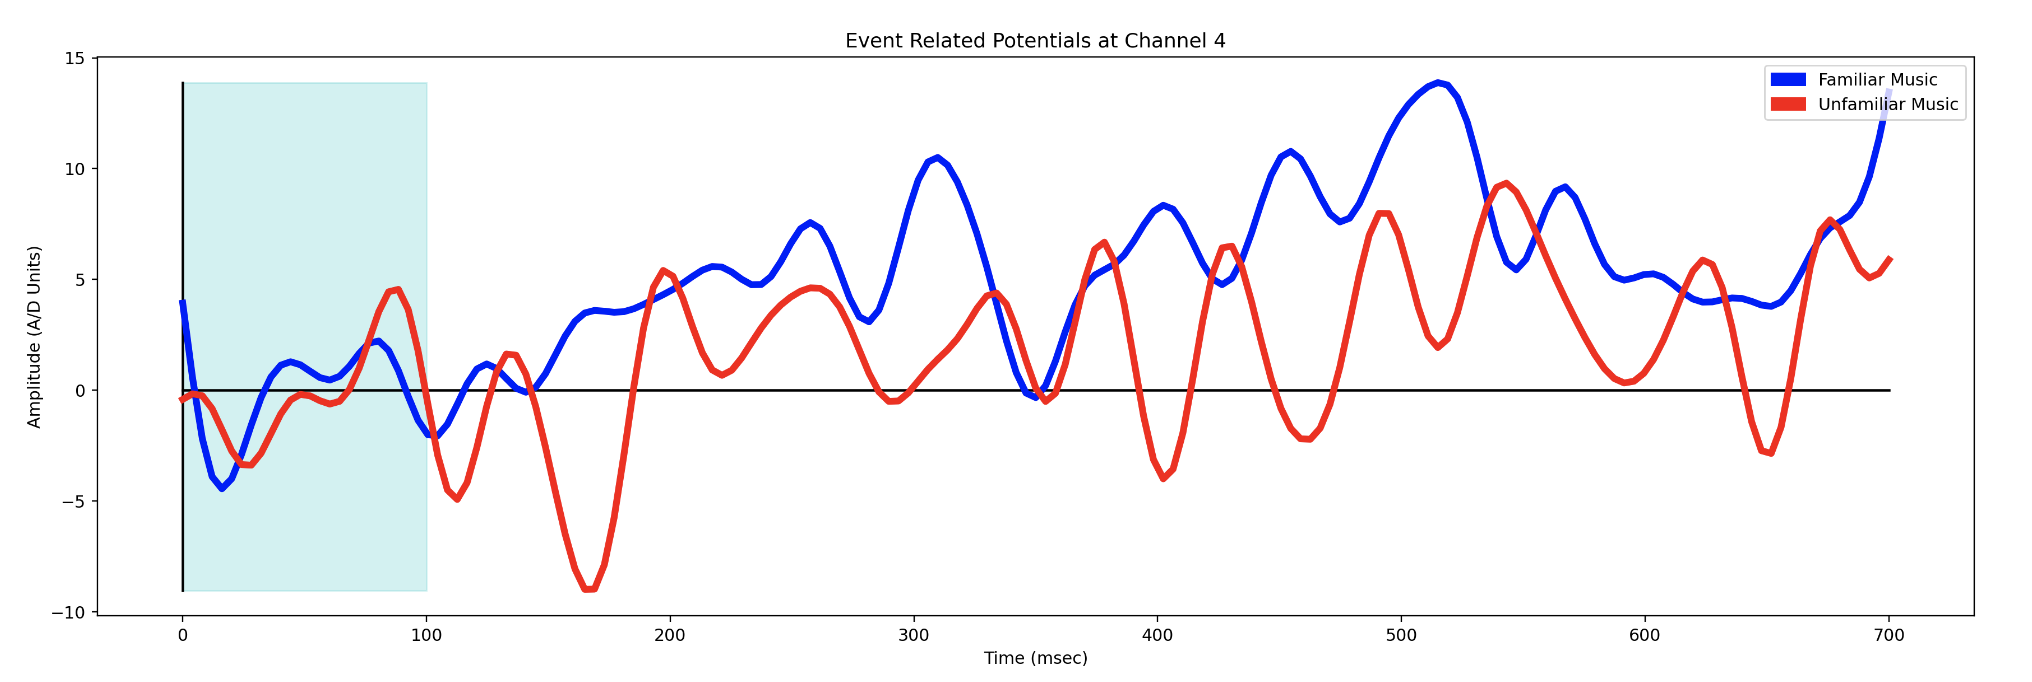 Event Related Potentials at Channel 4
Familiar Music
Unfamiliar Music
Amplitude (A/D Units)
15
10
5
0
−5
−10
0 100 200 300 400 500 600 700
Time (msec)